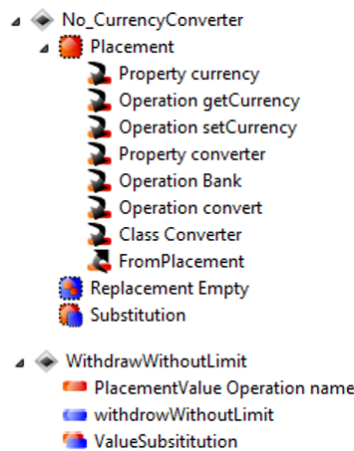 No_CurrencyConverter
Placement
Property currency
Operation getCurrency
Operation setCurrency
Property converter
Operation Bank
Operation convert
Class Converter
FromPlacement
Replacement Empty
Substitution
WithdrawWithoutLimit
PlacementValue Operation name
withdrowWithoutLimit
ValueSubsititution